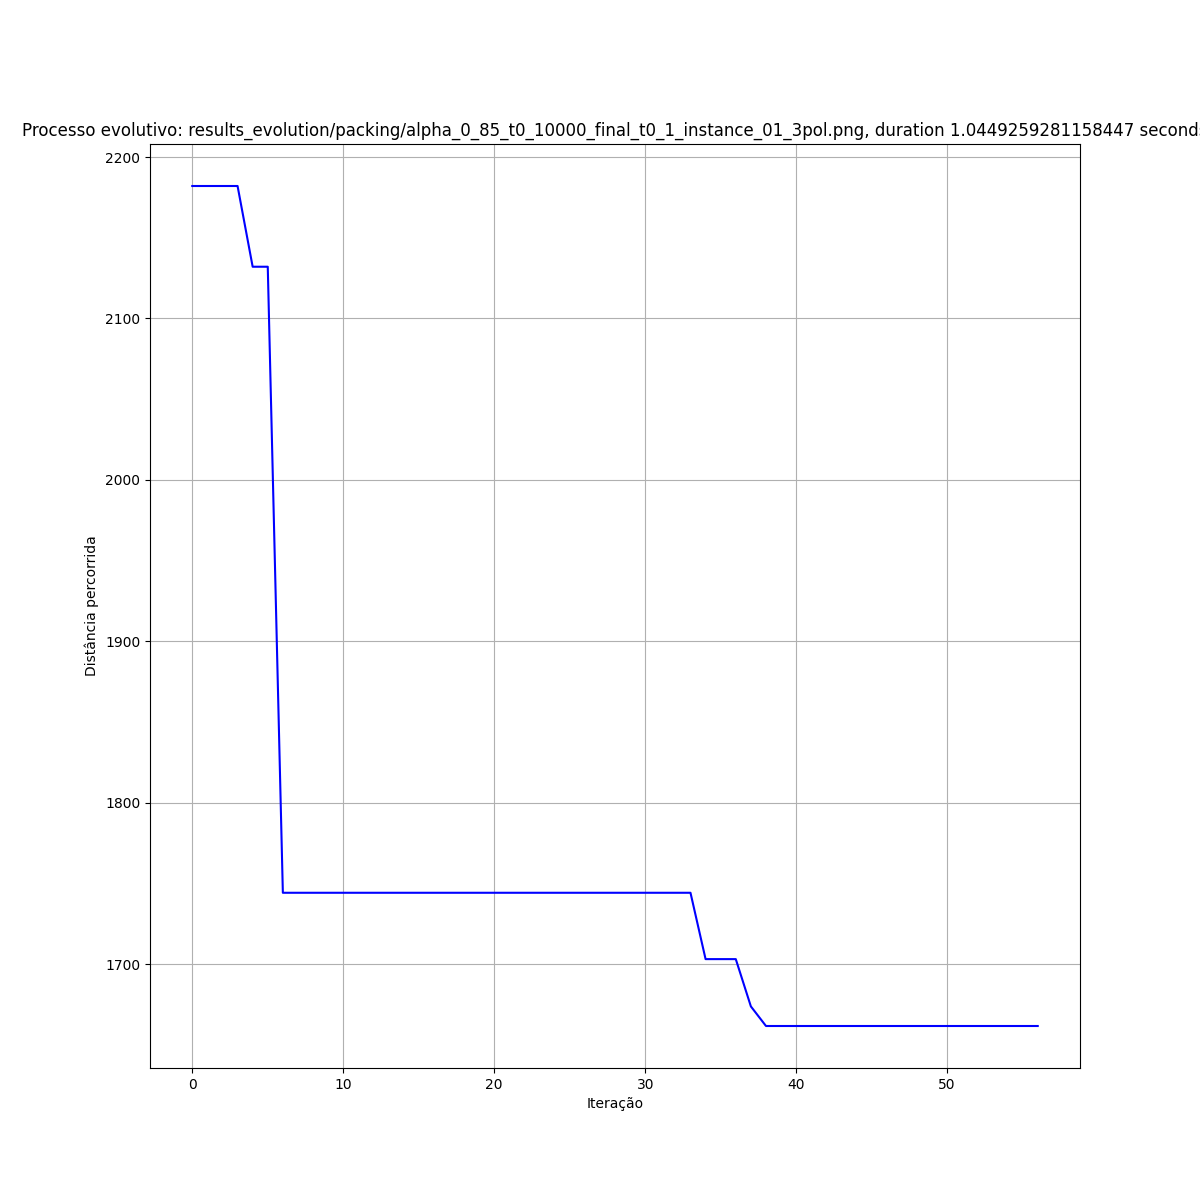 Processo evolutivo: results_evolution/packing/alpha_0_85_t0_10000_final_t0_1_instance_01_3pol.png, duration 1.0449259281158447 second
2200
2100
2000
1900
1800
1700
Distância percorrida
0 10 20 30 40 50
Iteração